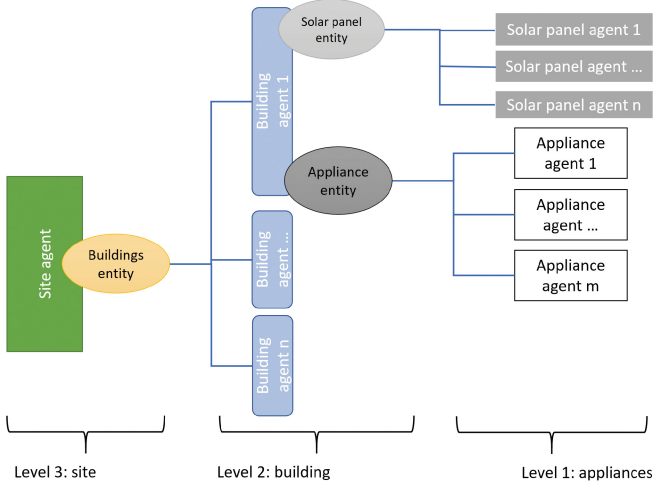 Site agent
Buildings
entity
Building
agent 1
Building
agent ...
Building
agent n
Solar panel
entity
Appliance
entity
Solar panel agent 1
Solar panel agent ...
Solar panel agent n
Appliance
agent 1
Appliance
agent ...
Appliance
agent m
Level 3: site
Level 2: building
Level 1: appliances